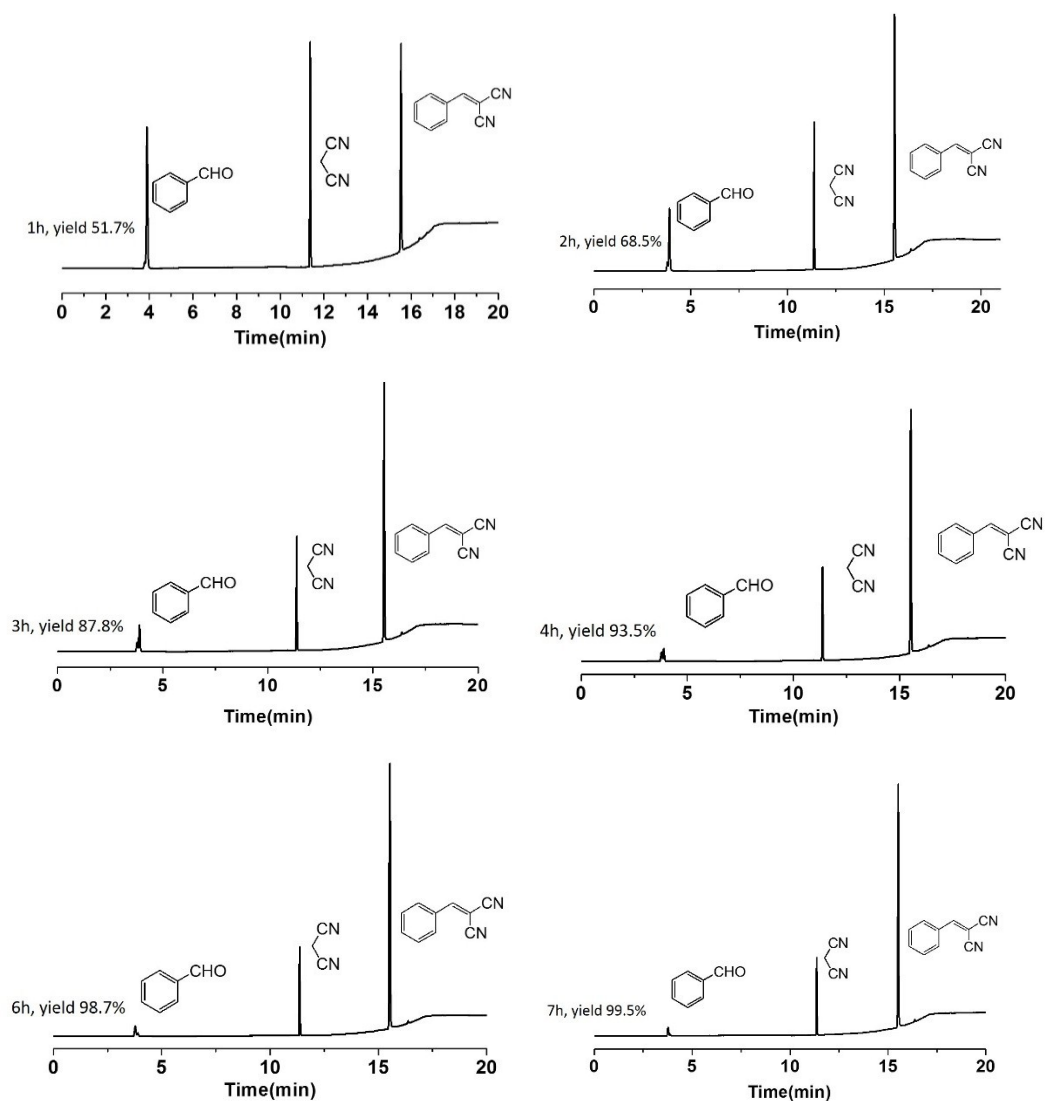 CHO
CN
CN
CN
CN
1h, yield 51.7%
0 2 4 6 8 10 12 14 16 18 20
Time(min)
CHO
CN
CN
CN
CN
2h, yield 68.5%
0 5 10 15 20
Time(min)
CHO
CN
CN
CN
CN
3h, yield 87.8%
0 5 10 15 20
Time(min)
CHO
CN
CN
CN
CN
4h, yield 93.5%
0 5 10 15 20
Time(min)
CHO
CN
CN
CN
CN
6h, yield 98.7%
0 5 10 15 20
Time(min)
CHO
CN
CN
CN
CN
7h, yield 99.5%
0 5 10 15 20
Time(min)